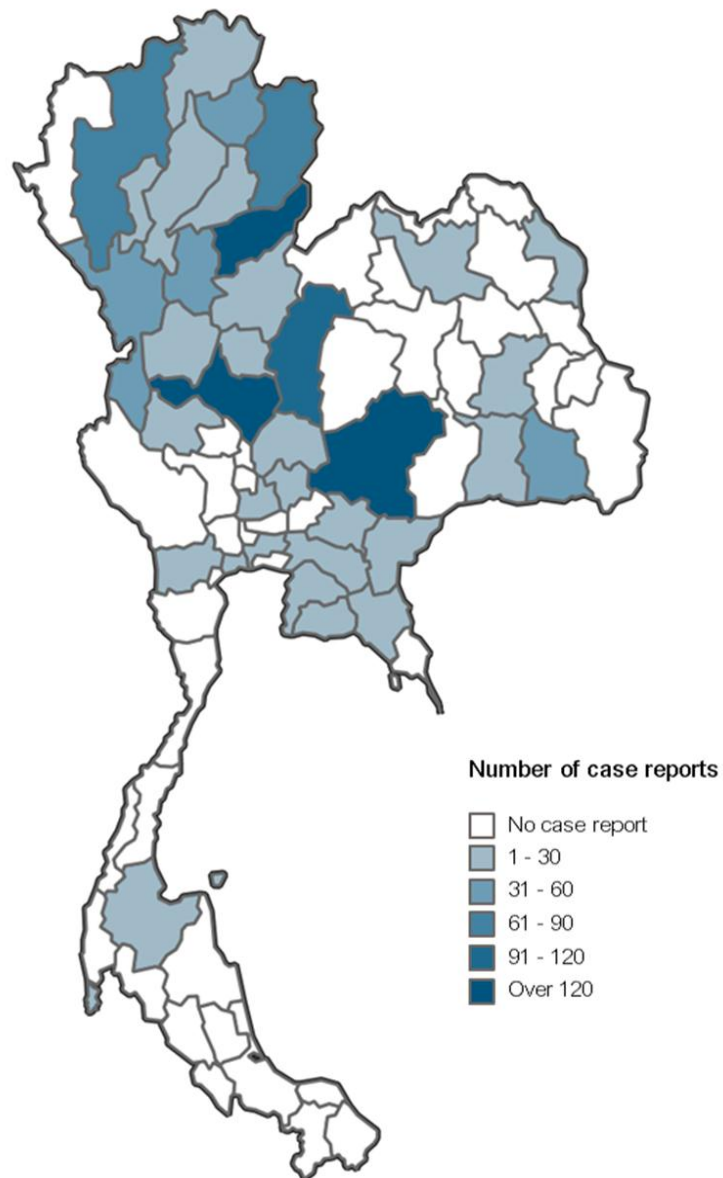 Number of case reports
No case report
1 - 30
31 - 60
61 - 90
91 - 120
Over 120